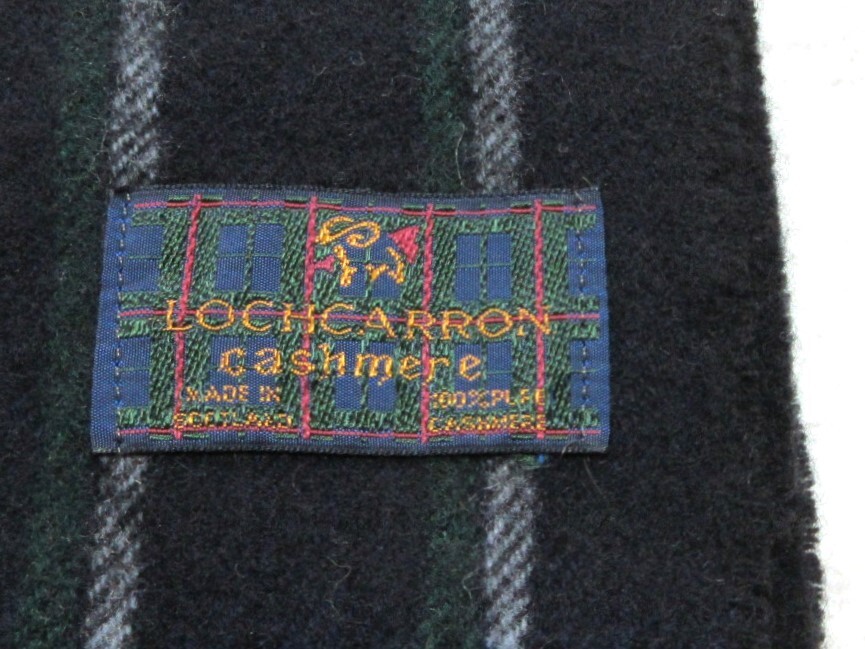 LOCHCARRON
cashmere
MADE IN
SCOTLAND
100% PURE
CASHMERE